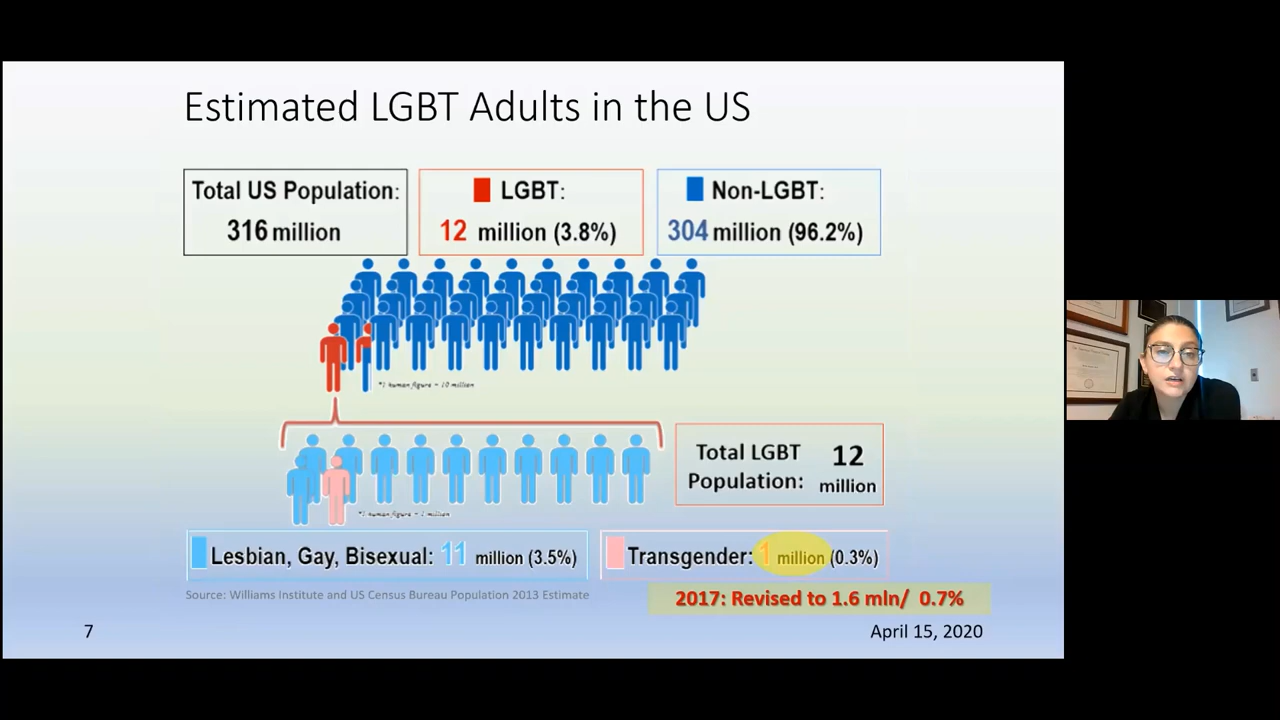 Estimated LGBT Adults in the US
Total US Population:
316 million
LGBT:
12 million (3.8%)
Non-LGBT:
304 million (96.2%)
*1 human figure = 10 million
Total LGBT
Population:
12
million
*1 human figure = 1 million
Lesbian, Gay, Bisexual: 11 million (3.5%)
Transgender: 1 million (0.3%)
Source: Williams Institute and US Census Bureau Population 2013 Estimate
2017: Revised to 1.6 mln/ 0.7%
7
April 15, 2020